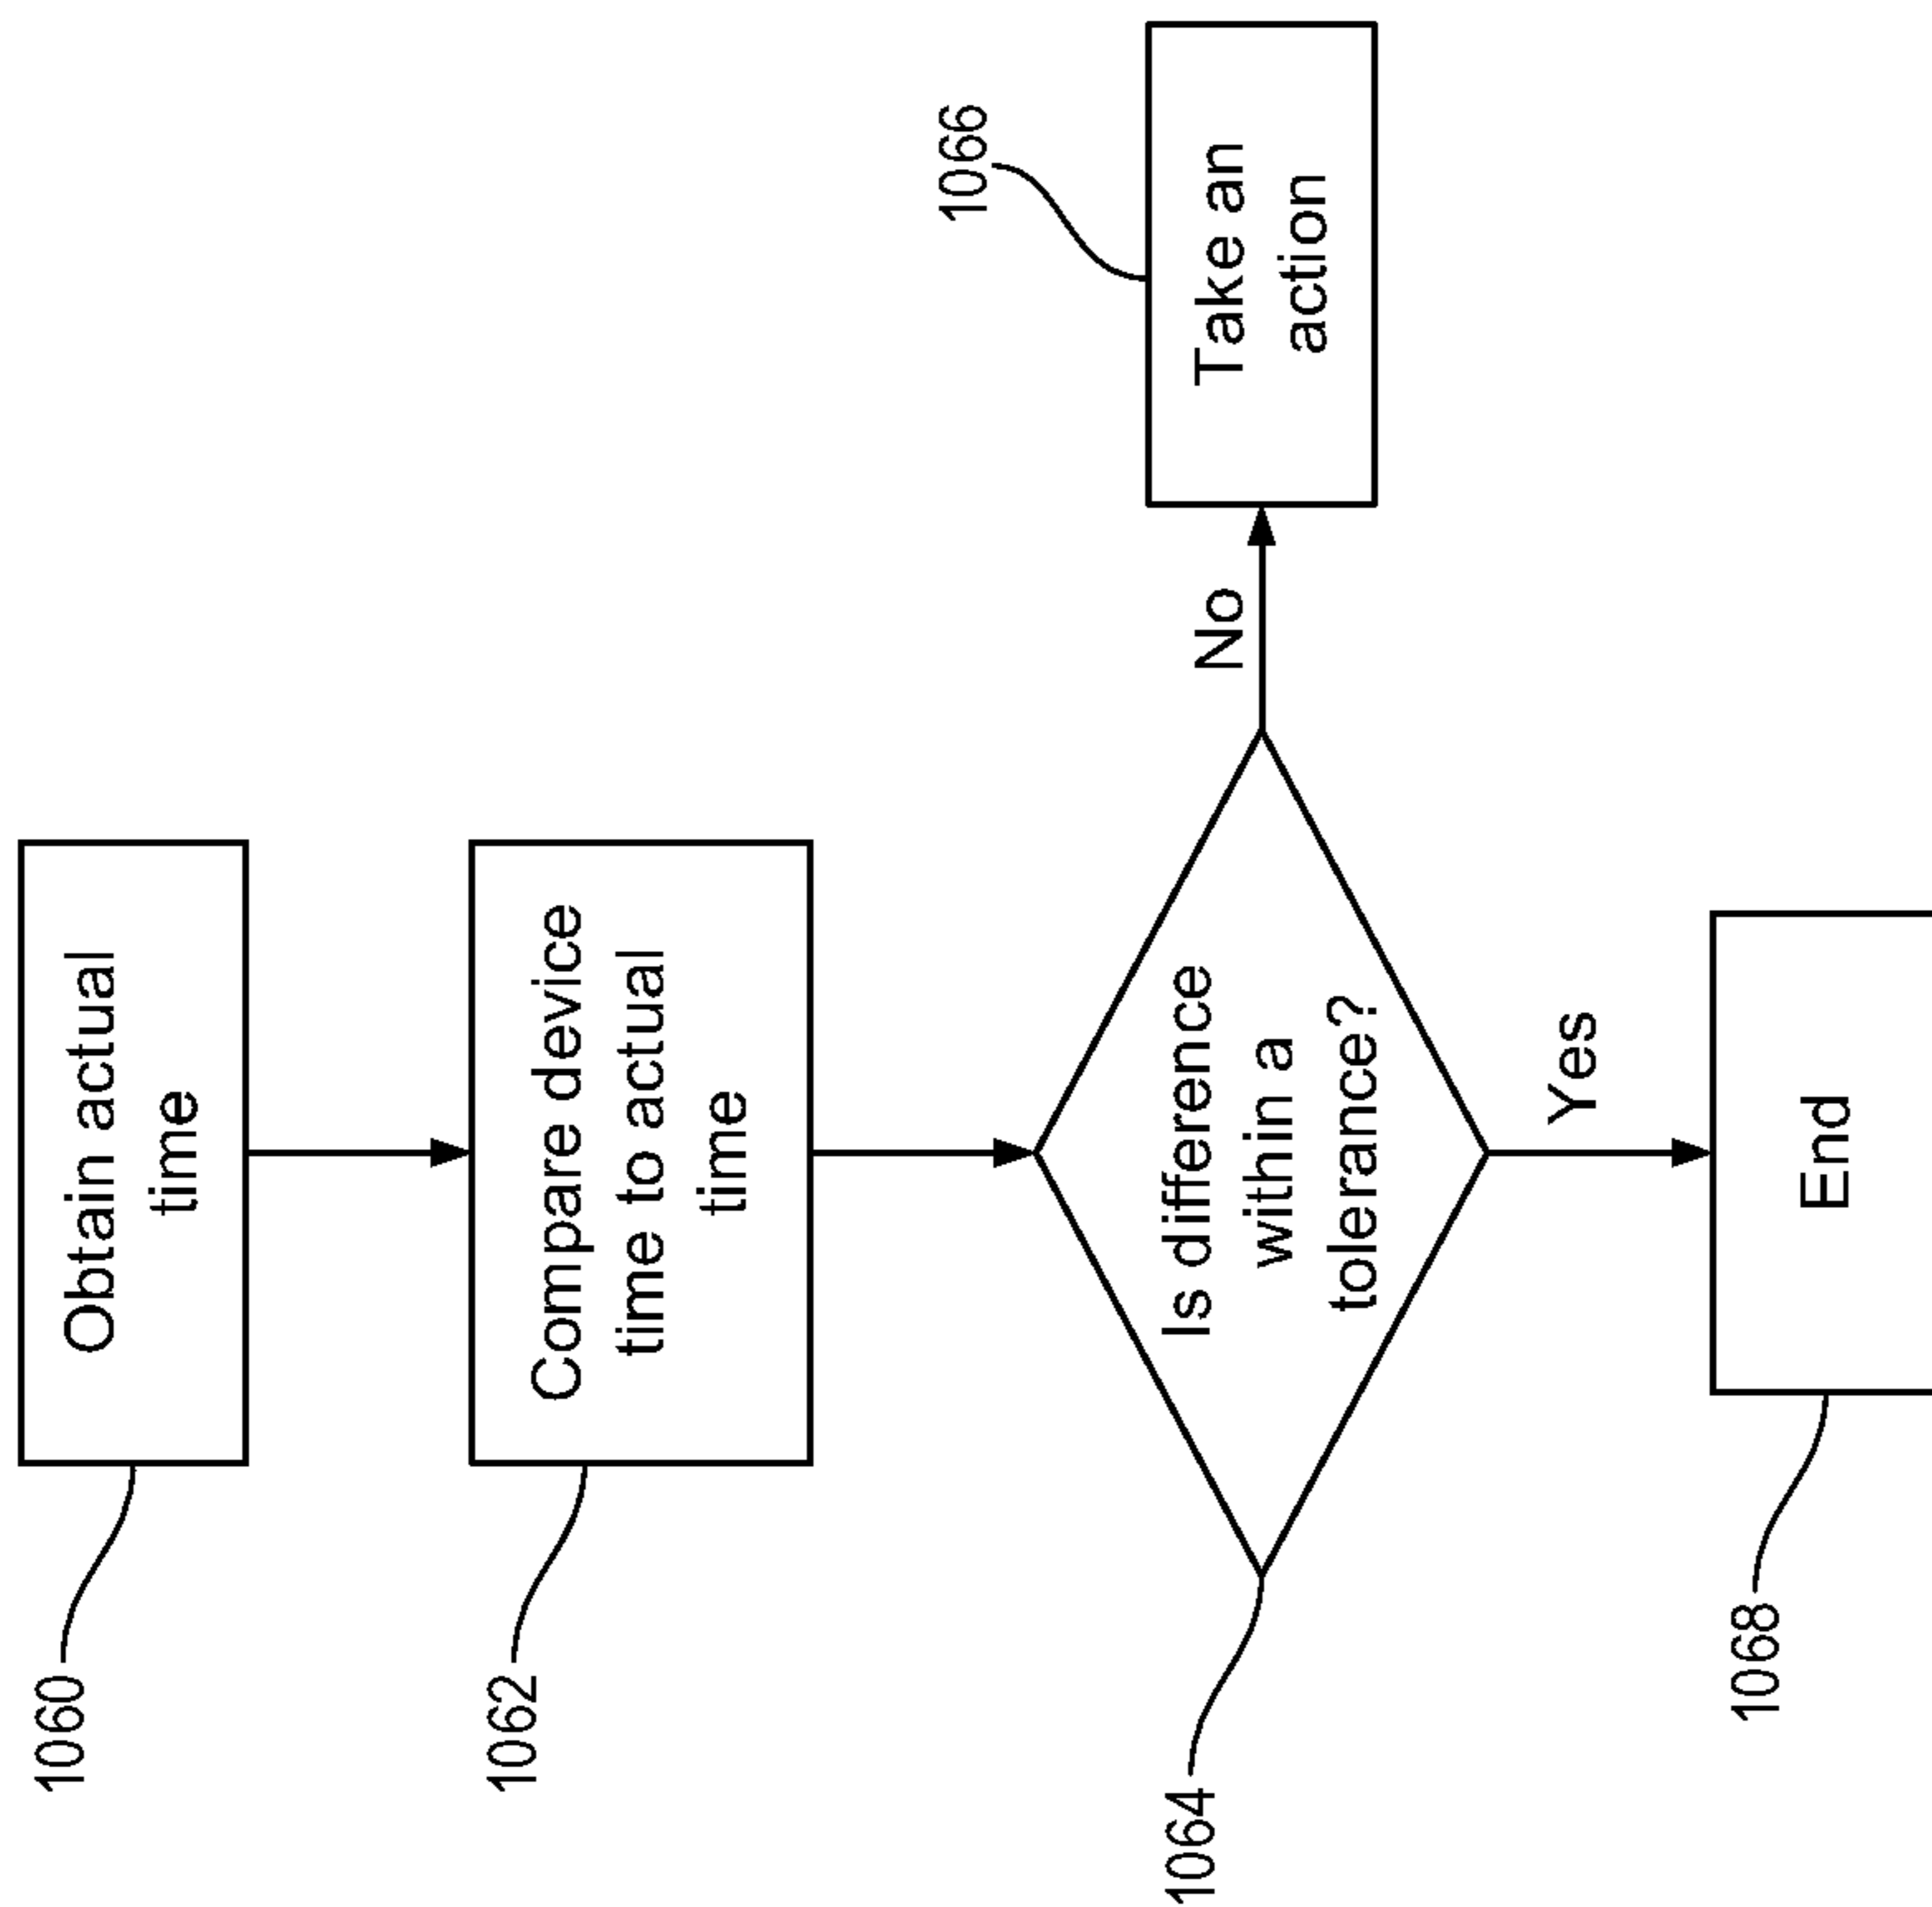 1060
Obtain actual
time
1062
Compare device
time to actual
time
1064
Is difference
within a
tolerance?
No
1066
Take an
action
Yes
1068
End